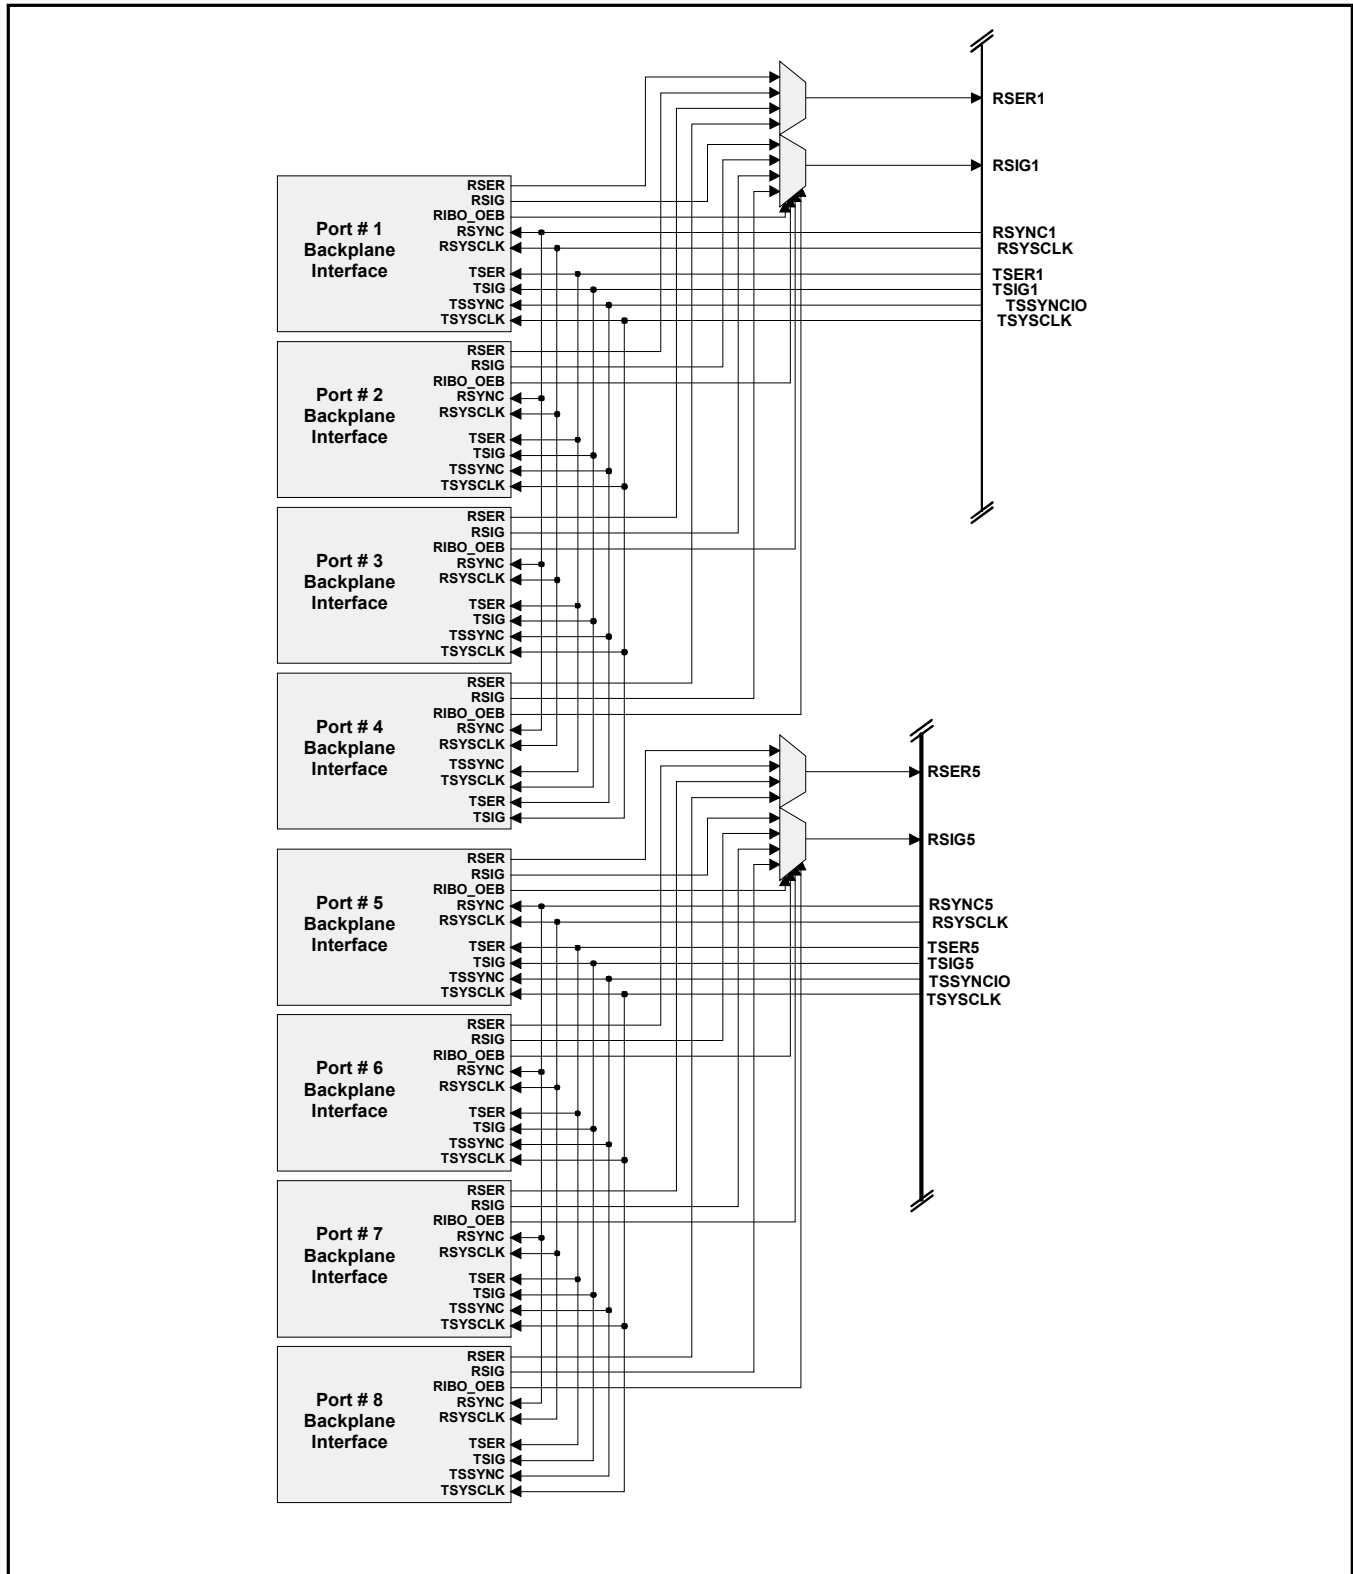 RSER1
RSIG1
RSER
RSIG
RIBO_OEB
RSYNC
RSYSCLK
TSER
TSIG
TSSYNC
TSYSCLK
Port # 1
Backplane
Interface
RSYNC1
RSYSCLK
TSER1
TSIG1
TSSYNCIO
TSYSCLK
RSER
RSIG
RIBO_OEB
RSYNC
RSYSCLK
TSER
TSIG
TSSYNC
TSYSCLK
Port # 2
Backplane
Interface
RSER
RSIG
RIBO_OEB
RSYNC
RSYSCLK
TSER
TSIG
TSSYNC
TSYSCLK
Port # 3
Backplane
Interface
RSER
RSIG
RIBO_OEB
RSYNC
RSYSCLK
TSSYNC
TSYSCLK
TSER
TSIG
Port # 4
Backplane
Interface
RSER5
RSIG5
RSER
RSIG
RIBO_OEB
RSYNC
RSYSCLK
TSER
TSIG
TSSYNC
TSYSCLK
Port # 5
Backplane
Interface
RSYNC5
RSYSCLK
TSER5
TSIG5
TSSYNCIO
TSYSCLK
RSER
RSIG
RIBO_OEB
RSYNC
RSYSCLK
TSER
TSIG
TSSYNC
TSYSCLK
Port # 6
Backplane
Interface
RSER
RSIG
RIBO_OEB
RSYNC
RSYSCLK
TSER
TSIG
TSSYNC
TSYSCLK
Port # 7
Backplane
Interface
RSER
RSIG
RIBO_OEB
RSYNC
RSYSCLK
TSER
TSIG
TSSYNC
TSYSCLK
Port # 8
Backplane
Interface